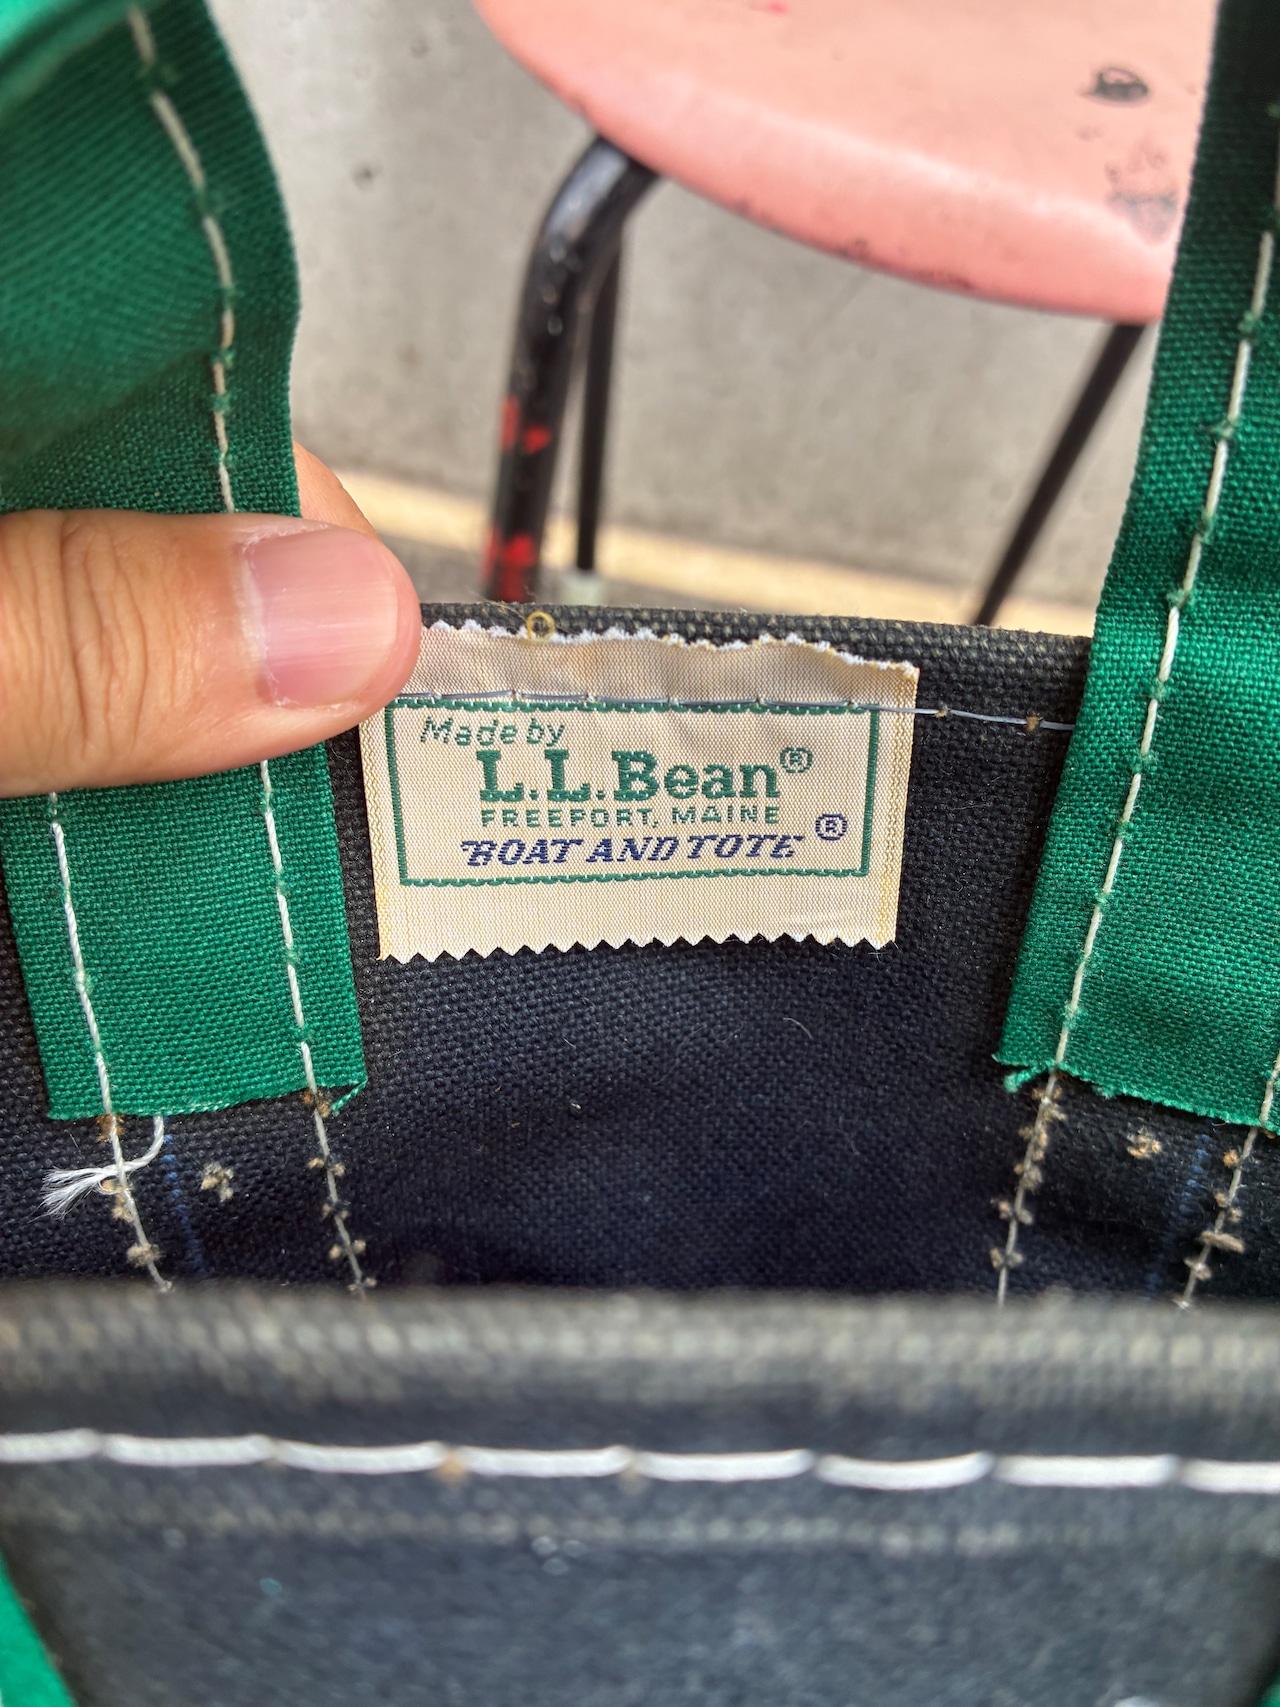 Made by
L.L.Bean®
FREEPORT, MAINE
BOAT AND TOTE ®